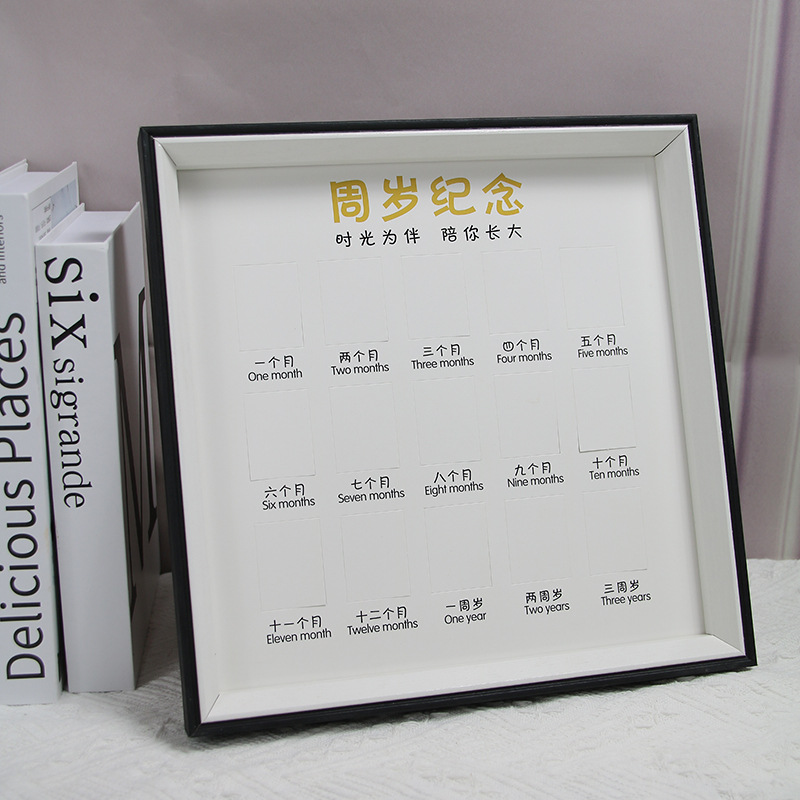 周岁纪念
时光为伴 陪你长大
一个月
One month
两个月
Two months
三个月
Three months
四个月
Four months
五个月
Five months
六个月
Six months
七个月
Seven months
八个月
Eight months
九个月
Nine months
十个月
Ten months
十一个月
Eleven month
十二个月
Twelve months
一周岁
One year
两周岁
Two years
三周岁
Three years
and interiors
Delicious Places
six sigrande